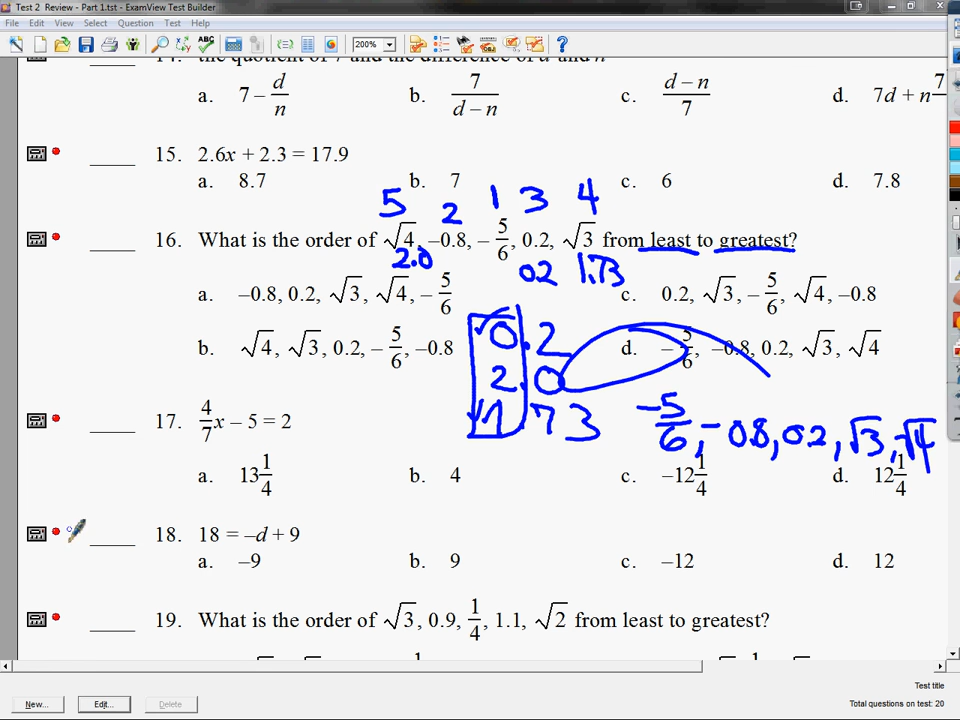 Test 2 Review - Part 1.tst - ExamView Test Builder
File Edit View Select Question Test Help
200%
a. 7 – d/n b. 7/(d – n) c. (d – n)/7 d. 7d + n7
15. 2.6x + 2.3 = 17.9
a. 8.7 b. 7 c. 6 d. 7.8
5 2 1 3 4
16. What is the order of √4, –0.8, –5/6, 0.2, √3 from least to greatest?
2.0 02 1.73
a. –0.8, 0.2, √3, √4, –5/6 c. 0.2, √3, –5/6, √4, –0.8
b. √4, √3, 0.2, –5/6, –0.8 d. –5/6, –0.8, 0.2, √3, √4
0.2
2.0
1.73
–5/6, –0.8, 0.2, √3, √4
17. 4/7x – 5 = 2
a. 13 1/4 b. 4 c. –12 1/4 d. 12 1/4
18. 18 = –d + 9
a. –9 b. 9 c. –12 d. 12
19. What is the order of √3, 0.9, 1/4, 1.1, √2 from least to greatest?
Test title
New... Edit... Delete Total questions on test: 20